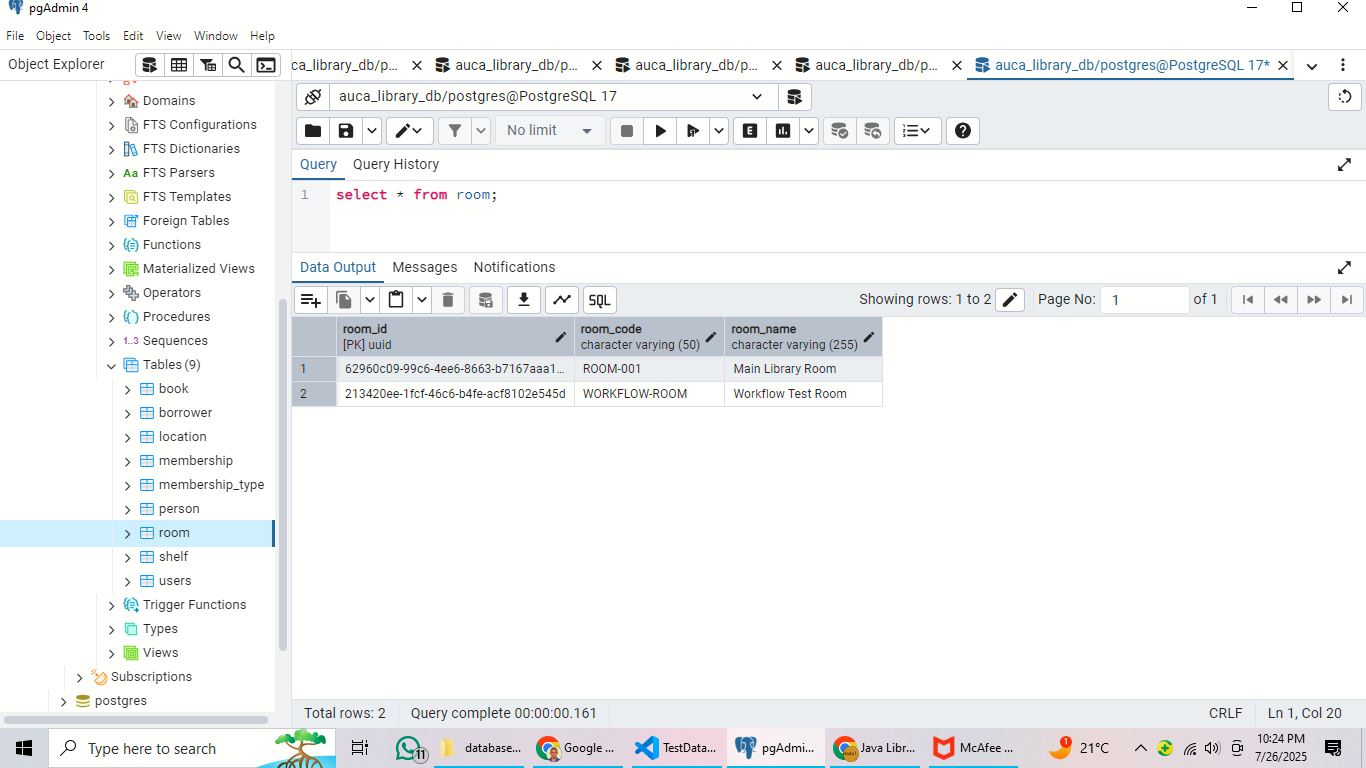 pgAdmin 4
File Object Tools Edit View Window Help
Object Explorer
ca_library_db/p...
auca_library_db/p...
auca_library_db/p...
auca_library_db/p...
auca_library_db/postgres@PostgreSQL 17*
auca_library_db/postgres@PostgreSQL 17
No limit
E
Query Query History
1 select * from room;
Data Output Messages Notifications
SQL
Showing rows: 1 to 2
Page No: 1 of 1
room_id room_code room_name
[PK] uuid character varying (50) character varying (255)
1 62960c09-99c6-4ee6-8663-b7167aaa1... ROOM-001 Main Library Room
2 213420ee-1fcf-46c6-b4fe-acf8102e545d WORKFLOW-ROOM Workflow Test Room
Domains
FTS Configurations
FTS Dictionaries
Aa FTS Parsers
FTS Templates
Foreign Tables
Functions
Materialized Views
Operators
Procedures
1..3 Sequences
Tables (9)
book
borrower
location
membership
membership_type
person
room
shelf
users
Trigger Functions
Types
Views
Subscriptions
postgres
Total rows: 2 Query complete 00:00:00.161 CRLF Ln 1, Col 20
Type here to search
11
database...
Google ...
TestData...
pgAdmi...
Java Libr...
McAfee ...
1
21°C
10:24 PM
7/26/2025